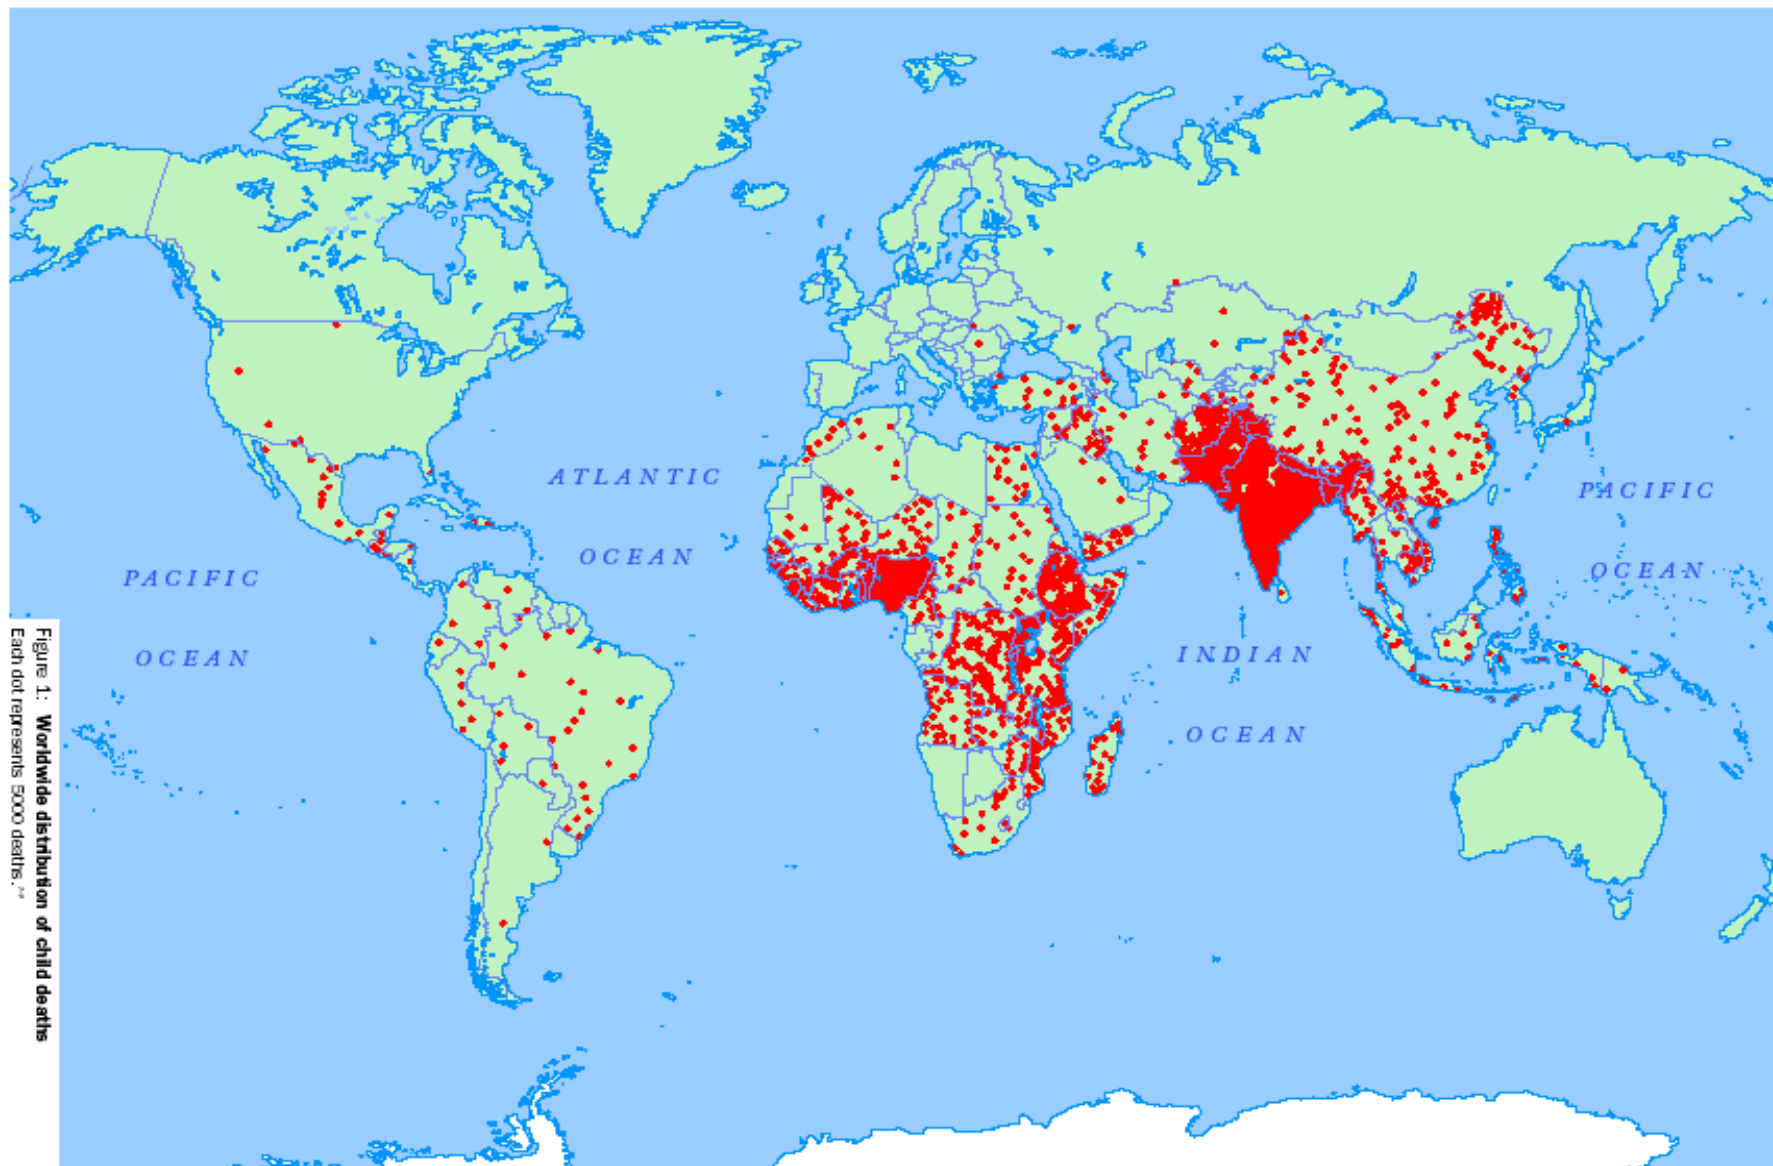 ATLANTIC
OCEAN
PACIFIC
OCEAN
PACIFIC
OCEAN
INDIAN
OCEAN
Figure 1: Worldwide distribution of child deaths
Each dot represents 5000 deaths.